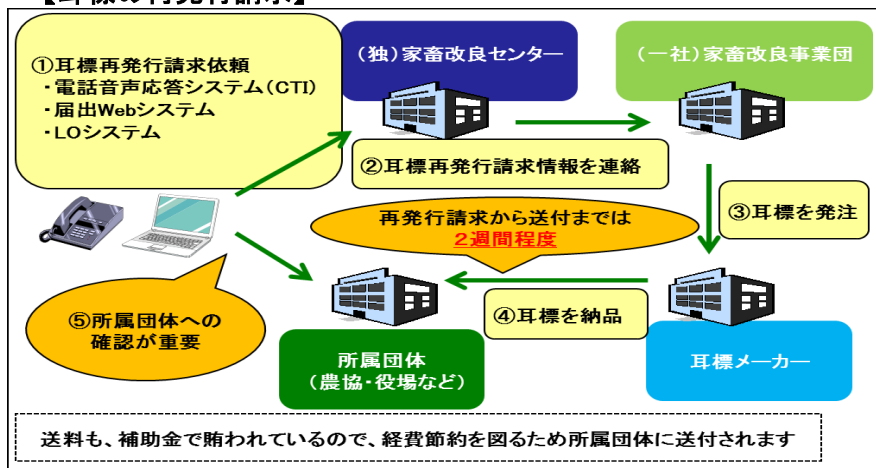 【耳標の再発行請求】
①耳標再発行請求依頼
・電話音声応答システム(CTI)
・届出Webシステム
・LOシステム
(独)家畜改良センター
(一社)家畜改良事業団
②耳標再発行請求情報を連絡
③耳標を発注
再発行請求から送付までは
2週間程度
④耳標を納品
⑤所属団体への
確認が重要
所属団体
(農協・役場など)
耳標メーカー
送料も、補助金で賄われているので、経費節約を図るため所属団体に送付されます